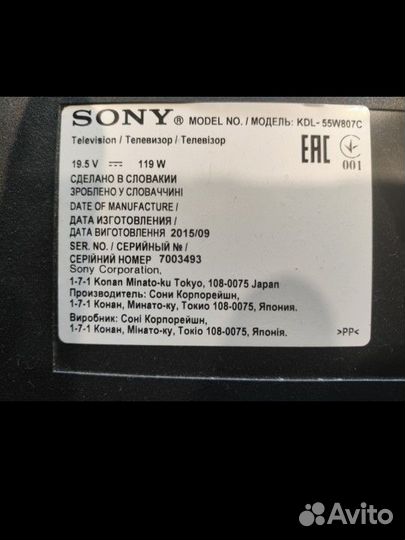 SONY® MODEL NO. / МОДЕЛЬ: KDL-55W807C
Television / Телевизор / Телевізор
19.5 V ⎓ 119 W
EAC
001
СДЕЛАНО В СЛОВАКИИ
ЗРОБЛЕНО У СЛОВАЧЧИНІ
DATE OF MANUFACTURE /
ДАТА ИЗГОТОВЛЕНИЯ /
ДАТА ВИГОТОВЛЕННЯ 2015/09
SER. NO. / СЕРИЙНЫЙ № /
СЕРІЙНИЙ НОМЕР 7003493
Sony Corporation,
1-7-1 Konan Minato-ku Tokyo, 108-0075 Japan
Производитель: Сони Корпорейшн,
1-7-1 Конан, Минато-ку, Токио 108-0075, Япония.
Виробник: Соні Корпорейшн,
1-7-1 Конан, Мінато-ку, Токіо 108-0075, Японія.
>PP<
Avito